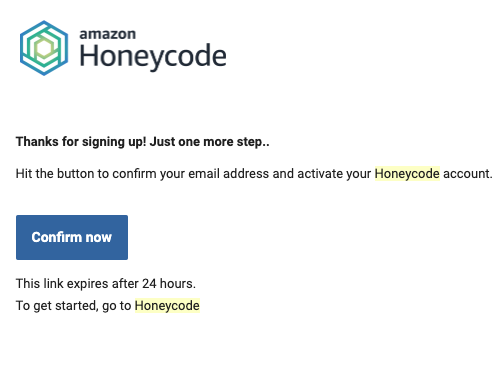 amazon
Honeycode
Thanks for signing up! Just one more step..
Hit the button to confirm your email address and activate your Honeycode account.
Confirm now
This link expires after 24 hours.
To get started, go to Honeycode